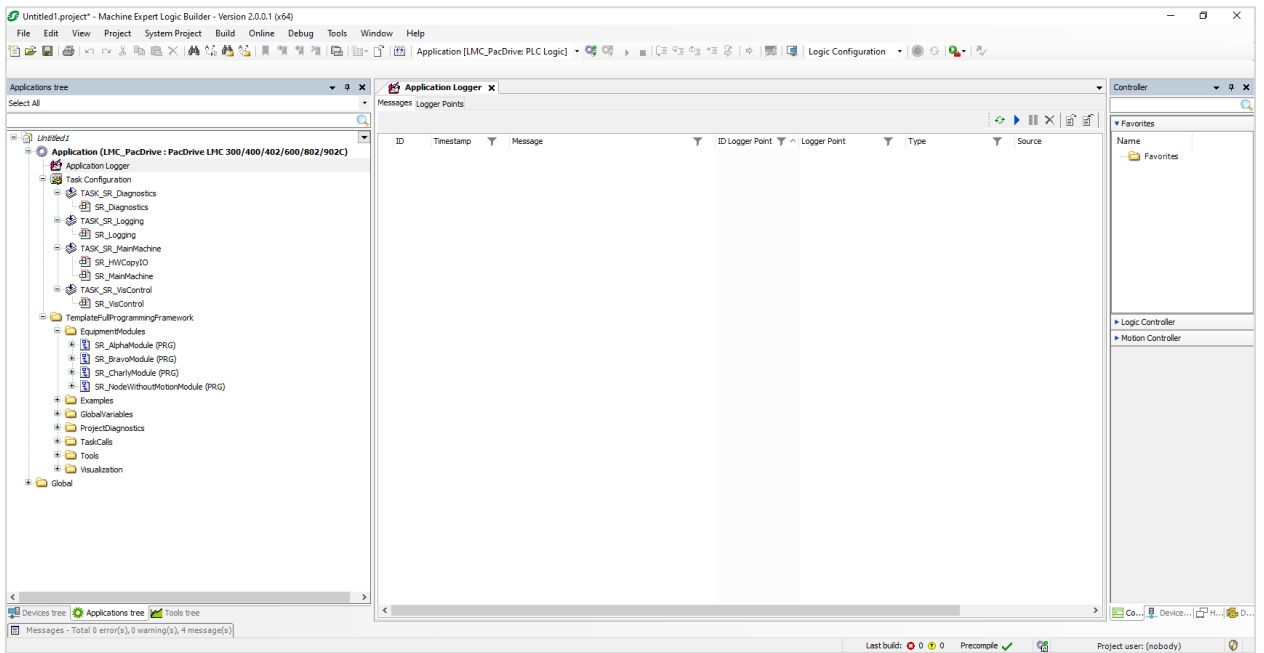 Untitled1.project* - Machine Expert Logic Builder - Version 2.0.0.1 (x64)
File Edit View Project System Project Build Online Debug Tools Window Help
Application [LMC_PacDrive: PLC Logic] Logic Configuration
Applications tree
Select All
Untitled1
Application (LMC_PacDrive : PacDrive LMC 300/400/402/600/802/902C)
Application Logger
Task Configuration
TASK_SR_Diagnostics
SR_Diagnostics
TASK_SR_Logging
SR_Logging
TASK_SR_MainMachine
SR_HWCopyIO
SR_MainMachine
TASK_SR_VisControl
SR_VisControl
TemplateFullProgrammingFramework
EquipmentModules
SR_AlphaModule (PRG)
SR_BravoModule (PRG)
SR_CharlyModule (PRG)
SR_NodeWithoutMotionModule (PRG)
Examples
GlobalVariables
ProjectDiagnostics
TaskCalls
Tools
Visualization
Global
Devices tree Applications tree Tools tree
Application Logger
Messages Logger Points
ID Timestamp Message ID Logger Point Logger Point Type Source
Controller
Favorites
Name
Favorites
Logic Controller
Motion Controller
Co... Device... H... D...
Messages - Total 0 error(s), 0 warning(s), 4 message(s)
Last build: 0 0 Precompile Project user: (nobody)